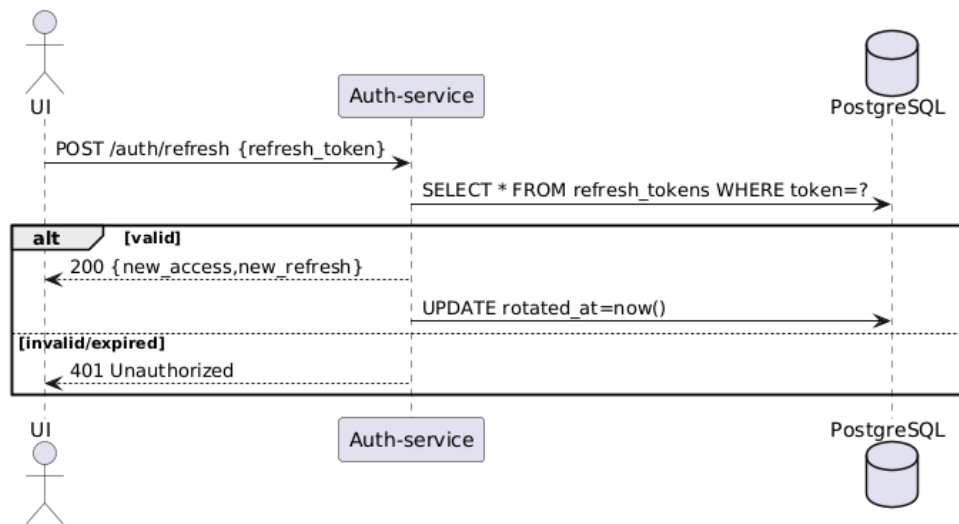 UI
Auth-service
PostgreSQL
POST /auth/refresh {refresh_token}
SELECT * FROM refresh_tokens WHERE token=?
alt [valid]
200 {new_access,new_refresh}
UPDATE rotated_at=now()
[invalid/expired]
401 Unauthorized
UI
Auth-service
PostgreSQL